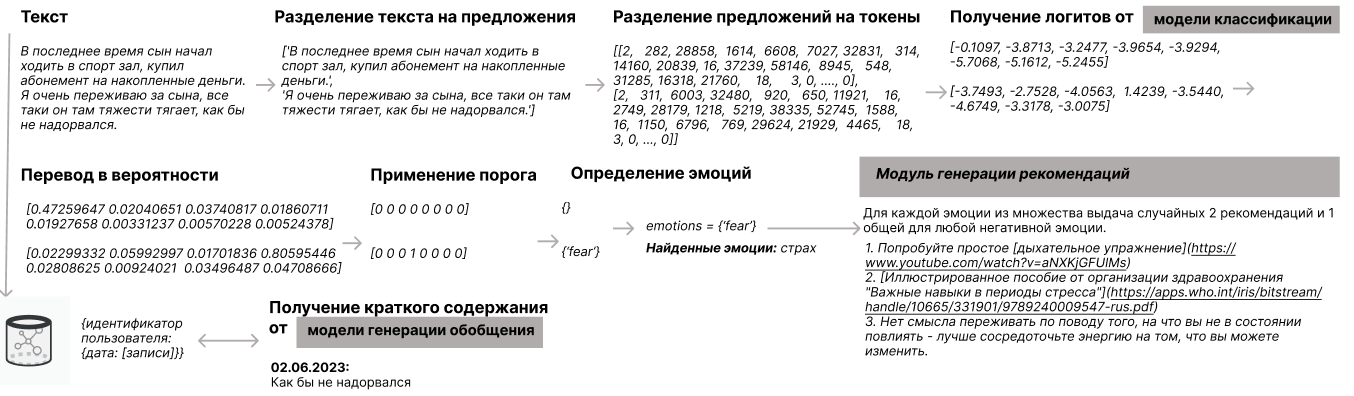 Текст
В последнее время сын начал
ходить в спорт зал, купил
абонемент на накопленные деньги.
Я очень переживаю за сына, все
таки он там тяжести тягает, как бы
не надорвался.
Разделение текста на предложения
['В последнее время сын начал ходить в
спорт зал, купил абонемент на накопленные
деньги.',
'Я очень переживаю за сына, все таки он там
тяжести тягает, как бы не надорвался.']
Разделение предложений на токены
[[2, 282, 28858, 1614, 6608, 7027, 32831, 314,
14160, 20839, 16, 37239, 58146, 8945, 548,
31285, 16318, 21760, 18, 3, 0, ...., 0],
[2, 311, 6003, 32480, 920, 650, 11921, 16,
2749, 28179, 1218, 5219, 38335, 52745, 1588,
16, 1150, 6796, 769, 29624, 21929, 4465, 18,
3, 0, ..., 0]]
Получение логитов от модели классификации
[-0.1097, -3.8713, -3.2477, -3.9654, -3.9294,
-5.7068, -5.1612, -5.2455]
[-3.7493, -2.7528, -4.0563, 1.4239, -3.5440,
-4.6749, -3.3178, -3.0075]
Перевод в вероятности
[0.47259647 0.02040651 0.03740817 0.01860711
0.01927658 0.00331237 0.00570228 0.00524378]
[0.02299332 0.05992997 0.01701836 0.80595446
0.02808625 0.00924021 0.03496487 0.04708666]
Применение порога
[0 0 0 0 0 0 0 0]
[0 0 0 1 0 0 0 0]
Определение эмоций
{}
{'fear'}
emotions = {'fear'}
Найденные эмоции: страх
Модуль генерации рекомендаций
Для каждой эмоции из множества выдача случайных 2 рекомендаций и 1
общей для любой негативной эмоции.
1. Попробуйте простое [дыхательное упражнение](https://
www.youtube.com/watch?v=aNXKjGFUlMs)
2. [Иллюстрированное пособие от организации здравоохранения
"Важные навыки в периоды стресса"](https://apps.who.int/iris/bitstream/
handle/10665/331901/9789240009547-rus.pdf)
3. Нет смысла переживать по поводу того, на что вы не в состоянии
повлиять - лучше сосредоточьте энергию на том, что вы можете
изменить.
{идентификатор
пользователя:
{дата: [записи]}}
Получение краткого содержания
от модели генерации обобщения
02.06.2023:
Как бы не надорвался